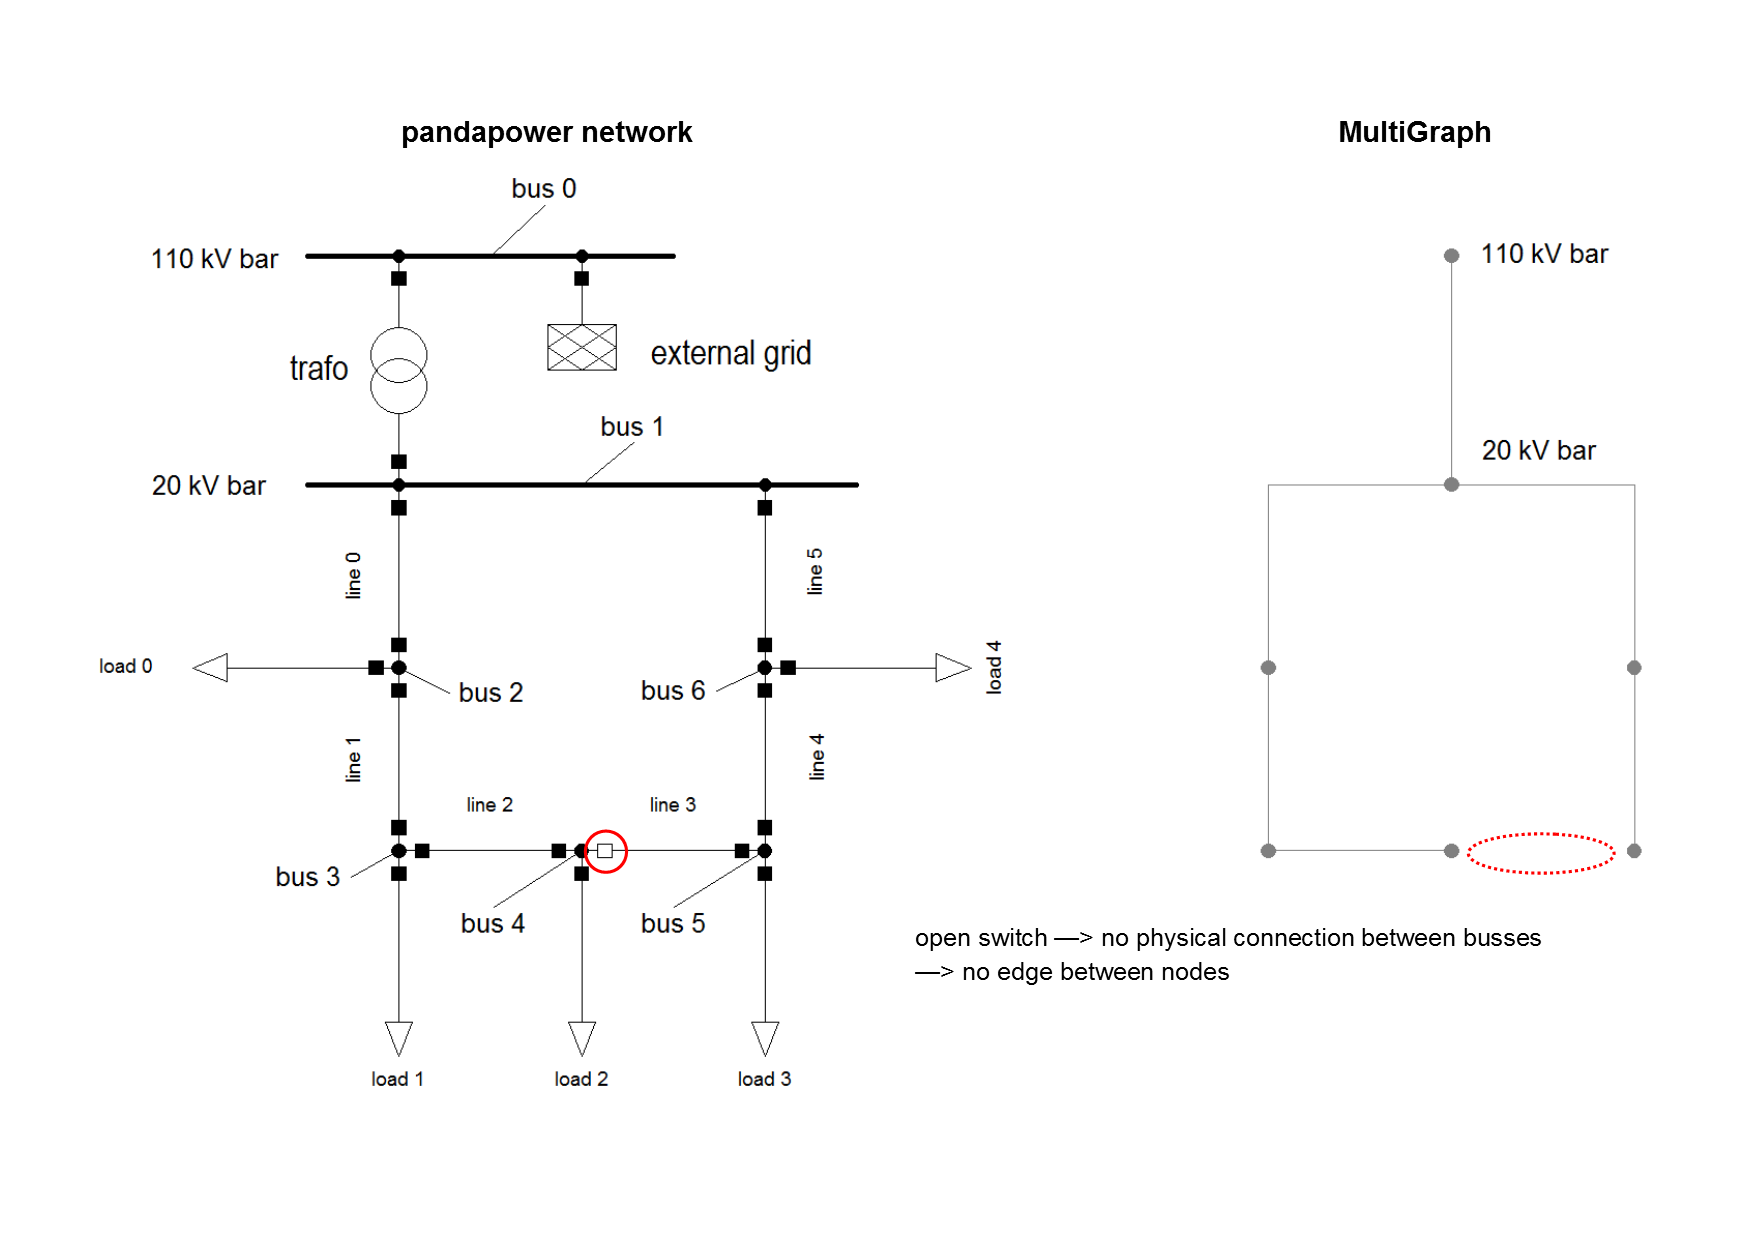 pandapower network
MultiGraph
bus 0
110 kV bar
110 kV bar
trafo
external grid
bus 1
20 kV bar
20 kV bar
line 0
line 5
load 0
load 4
bus 2
bus 6
line 1
line 4
line 2
line 3
bus 3
bus 4
bus 5
open switch —> no physical connection between busses
—> no edge between nodes
load 1
load 2
load 3